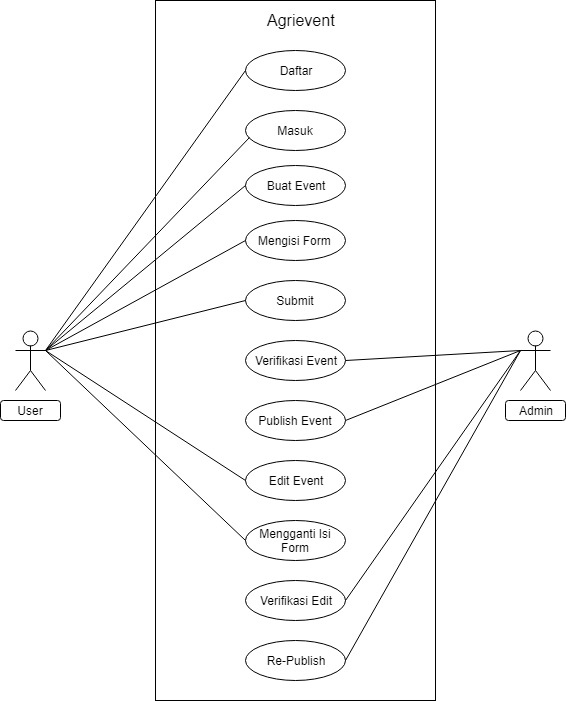 Agrievent
Daftar
Masuk
Buat Event
Mengisi Form
Submit
Verifikasi Event
User
Admin
Publish Event
Edit Event
Mengganti Isi
Form
Verifikasi Edit
Re-Publish